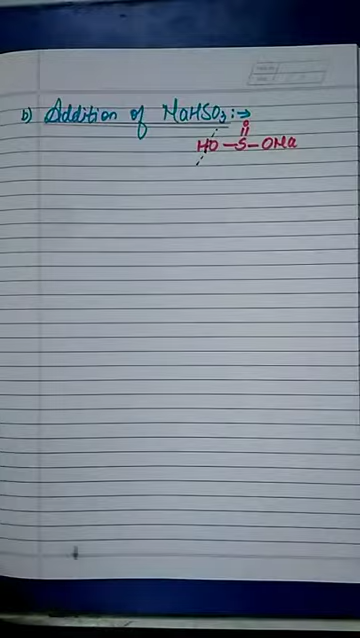 b) Addition of NaHSO₃ :→
O
HO — S — ONa